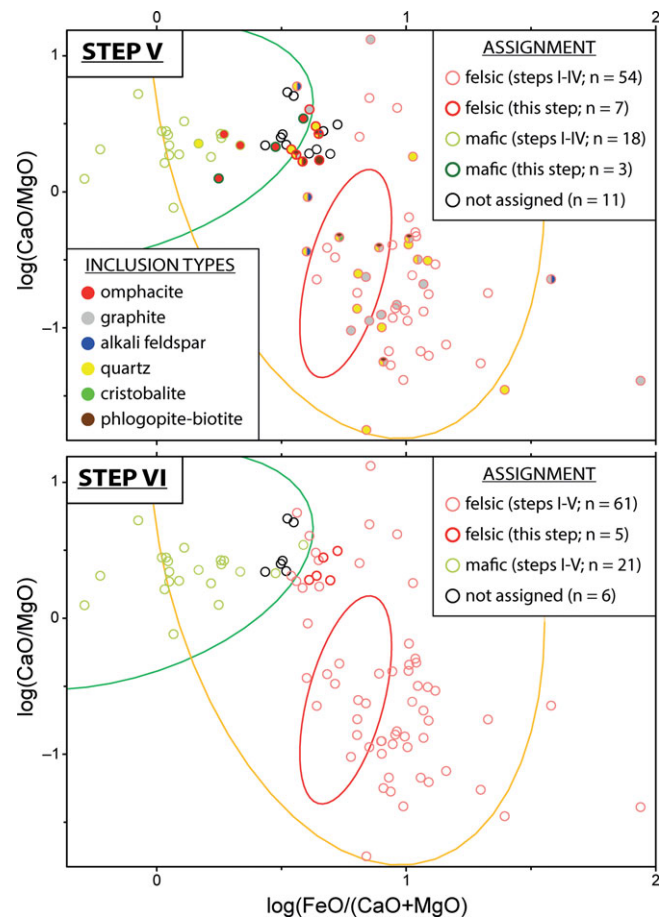 0
1
2
STEP V
ASSIGNMENT
felsic (steps I-IV; n = 54)
felsic (this step; n = 7)
mafic (steps I-IV; n = 18)
mafic (this step; n = 3)
not assigned (n = 11)
1
0
−1
log(CaO/MgO)
INCLUSION TYPES
omphacite
graphite
alkali feldspar
quartz
cristobalite
phlogopite-biotite
STEP VI
ASSIGNMENT
felsic (steps I-V; n = 61)
felsic (this step; n = 5)
mafic (steps I-V; n = 21)
not assigned (n = 6)
1
0
−1
log(CaO/MgO)
0
1
2
log(FeO/(CaO+MgO)